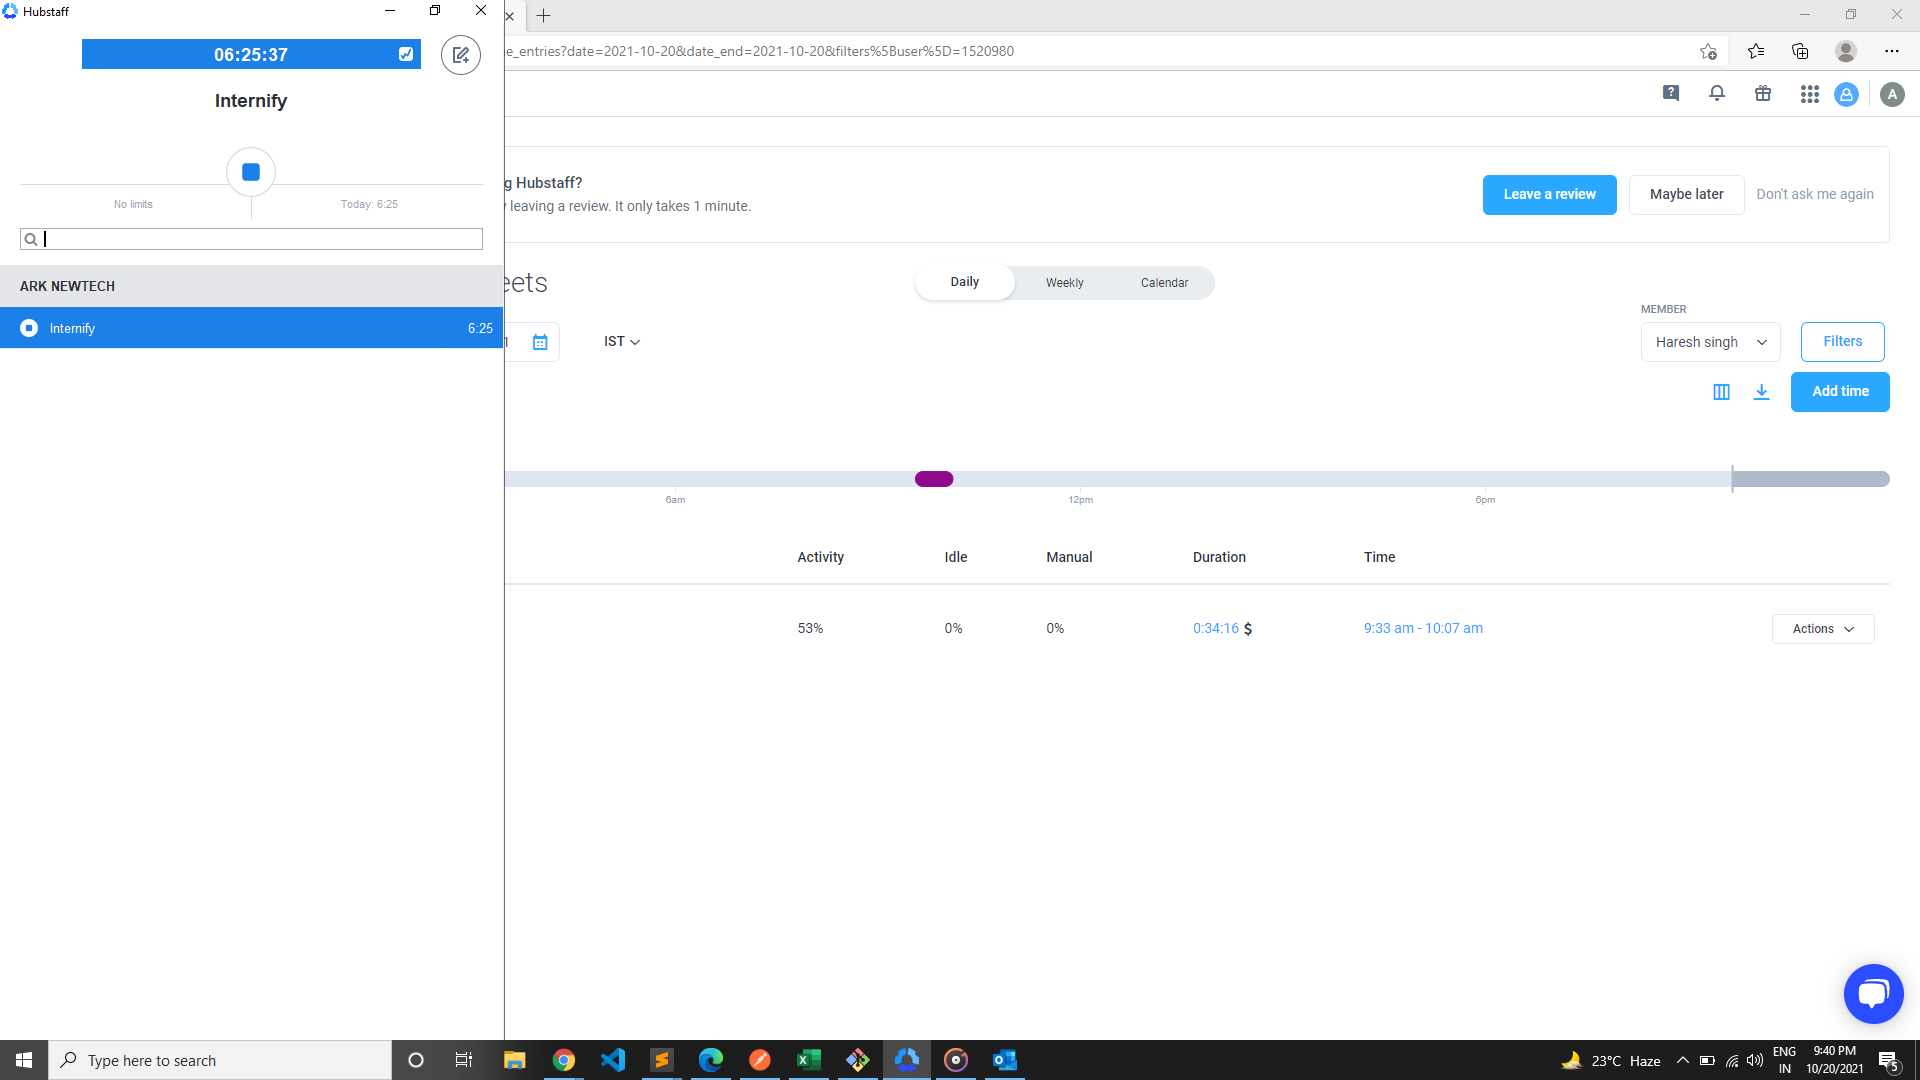 Hubstaff
06:25:37
Internify
No limits
Today: 6:25
ARK NEWTECH
Internify 6:25
e_entries?date=2021-10-20&date_end=2021-10-20&filters%5Buser%5D=1520980
A
g Hubstaff?
leaving a review. It only takes 1 minute.
Leave a review
Maybe later
Don't ask me again
eets
Daily
Weekly
Calendar
MEMBER
1
IST
Haresh singh
Filters
Add time
6am
12pm
6pm
Activity Idle Manual Duration Time
53% 0% 0% 0:34:16 $ 9:33 am - 10:07 am
Actions
Type here to search
23°C Haze
ENG
IN
9:40 PM
10/20/2021
5